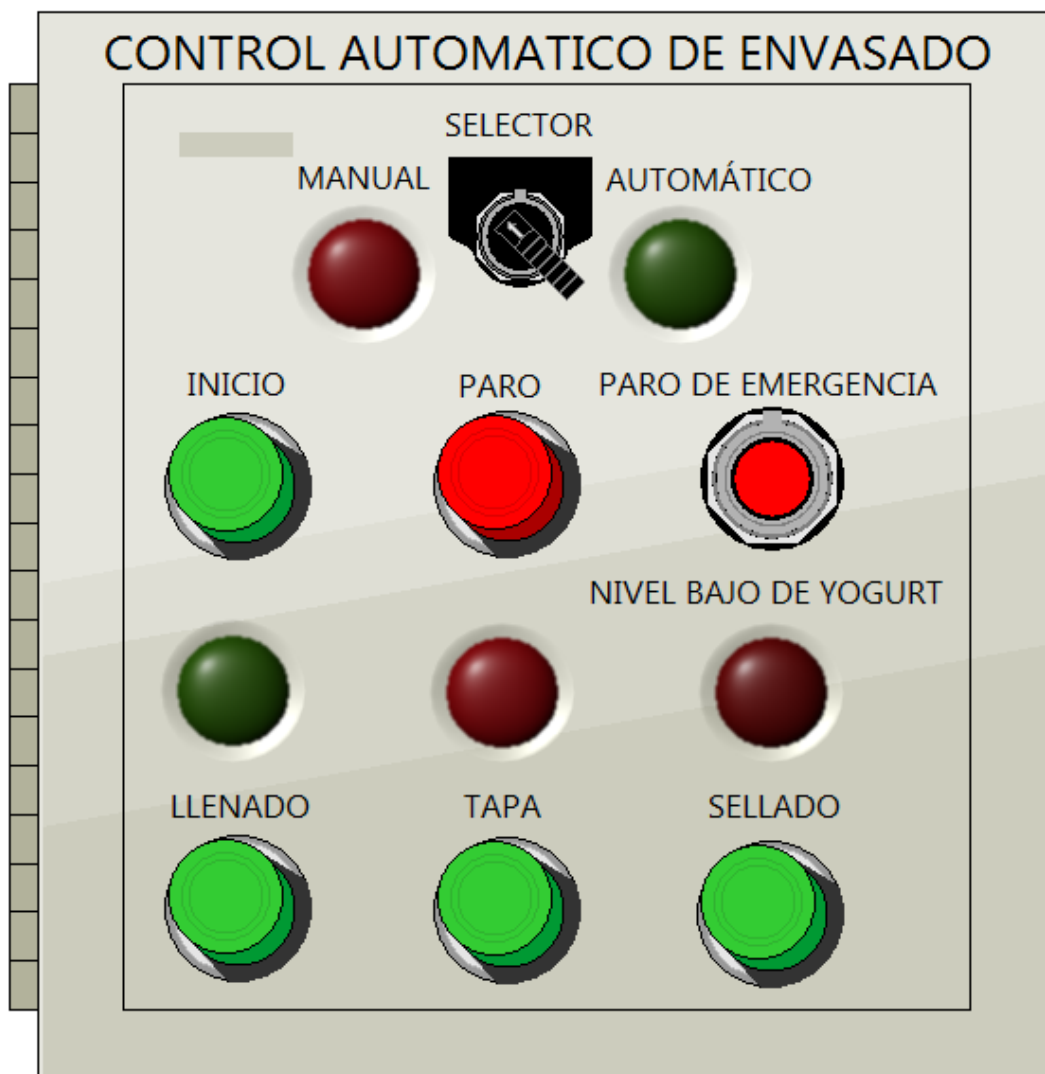 CONTROL AUTOMATICO DE ENVASADO
SELECTOR
MANUAL
AUTOMÁTICO
INICIO
PARO
PARO DE EMERGENCIA
NIVEL BAJO DE YOGURT
LLENADO
TAPA
SELLADO